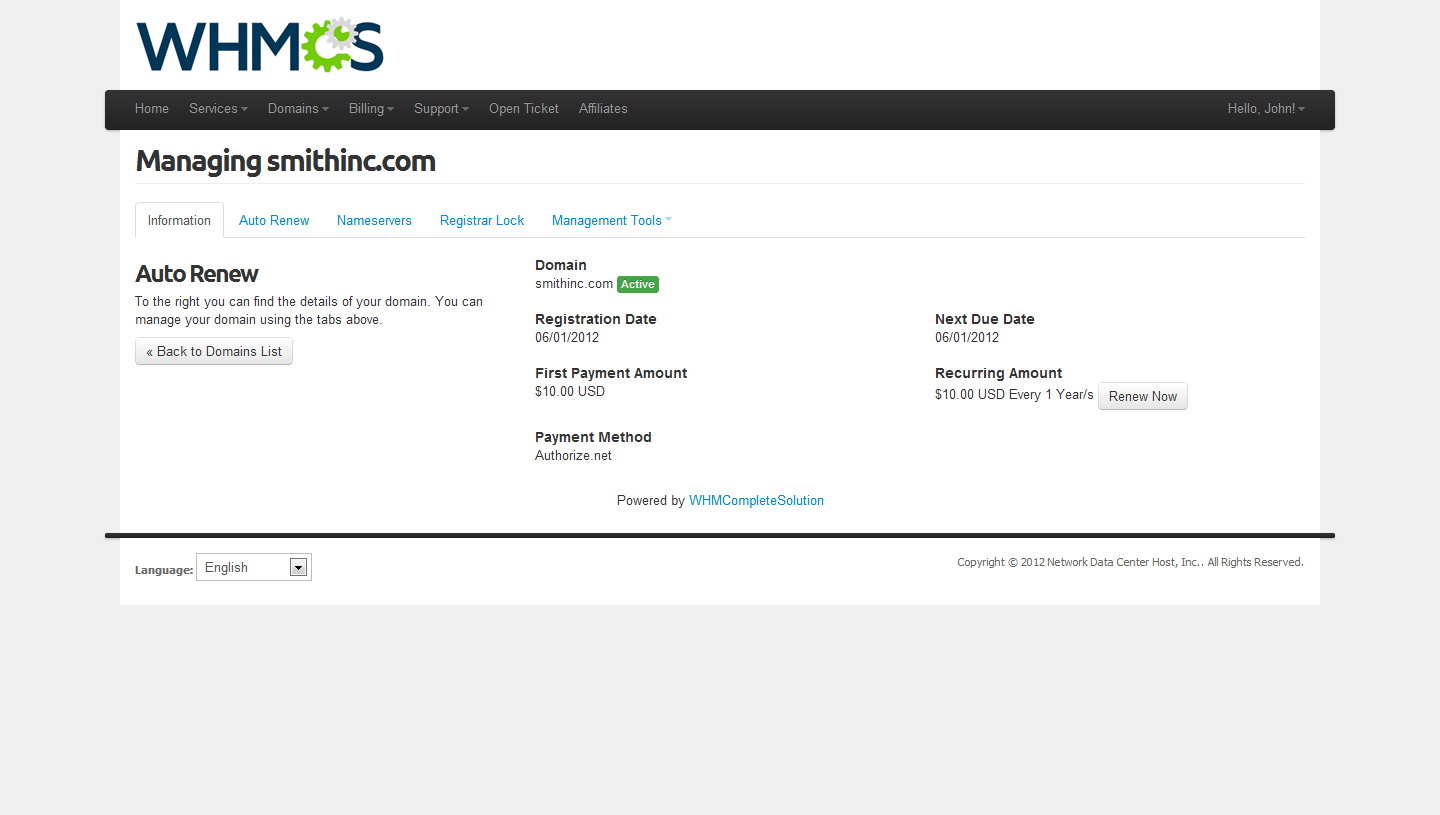 WHMCS
Home Services Domains Billing Support Open Ticket Affiliates Hello, John!
Managing smithinc.com
Information Auto Renew Nameservers Registrar Lock Management Tools
Auto Renew
To the right you can find the details of your domain. You can
manage your domain using the tabs above.
« Back to Domains List
Domain
smithinc.com Active
Registration Date
06/01/2012
Next Due Date
06/01/2012
First Payment Amount
$10.00 USD
Recurring Amount
$10.00 USD Every 1 Year/s Renew Now
Payment Method
Authorize.net
Powered by WHMCompleteSolution
Language: English
Copyright © 2012 Network Data Center Host, Inc.. All Rights Reserved.